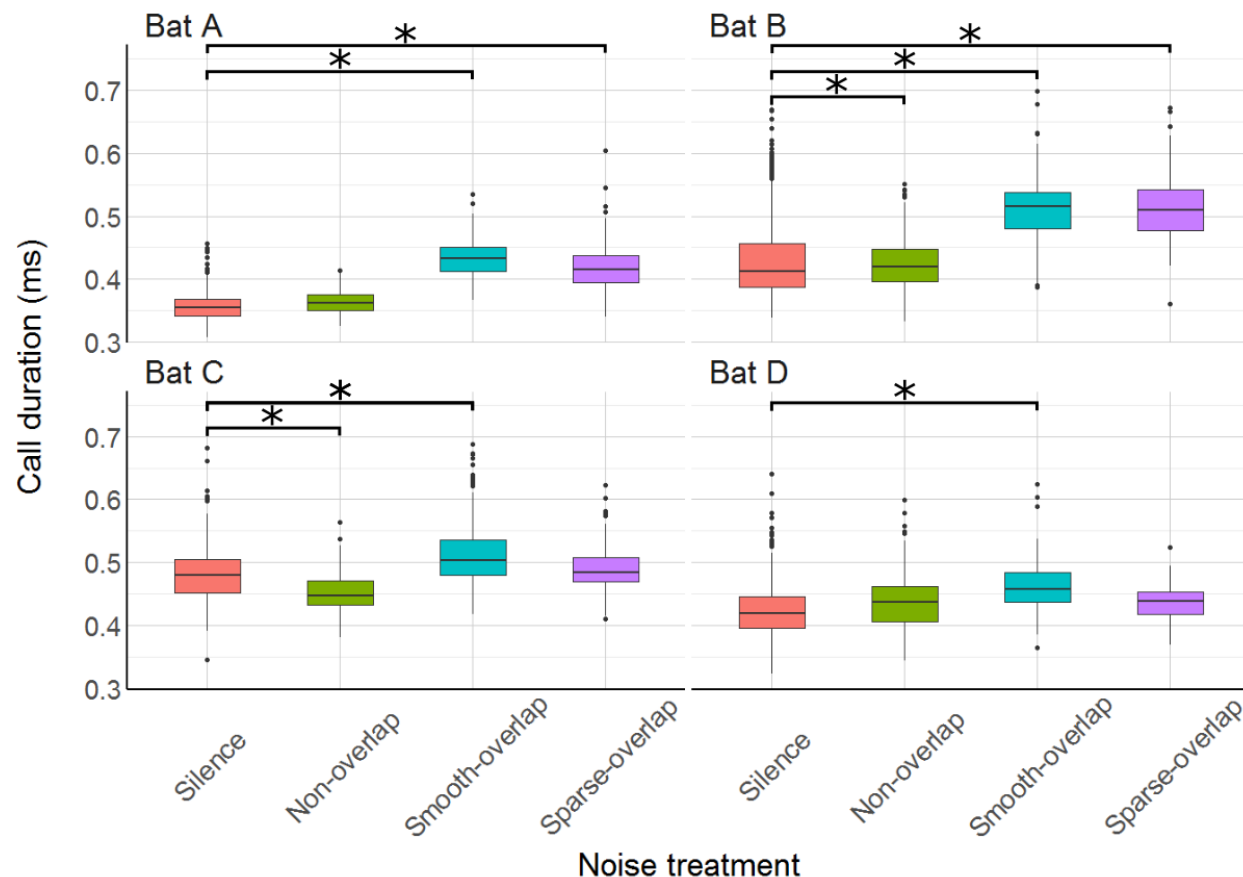 Bat A
Bat B
* *
* *
*
0.7
0.6
0.5
0.4
0.3
Bat C
Bat D
* *
*
0.7
0.6
0.5
0.4
0.3
Call duration (ms)
Silence
Non-overlap
Smooth-overlap
Sparse-overlap
Silence
Non-overlap
Smooth-overlap
Sparse-overlap
Noise treatment